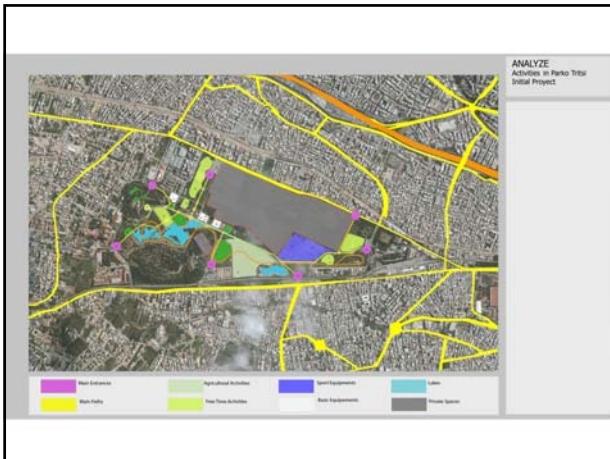 ANALYZE
Activities in Parko Tritsi
Initial Proyect
Main Entrances
Agricultural Activities
Sport Equipments
Lakes
Main Paths
Free Time Activities
Basic Equipements
Private Spaces